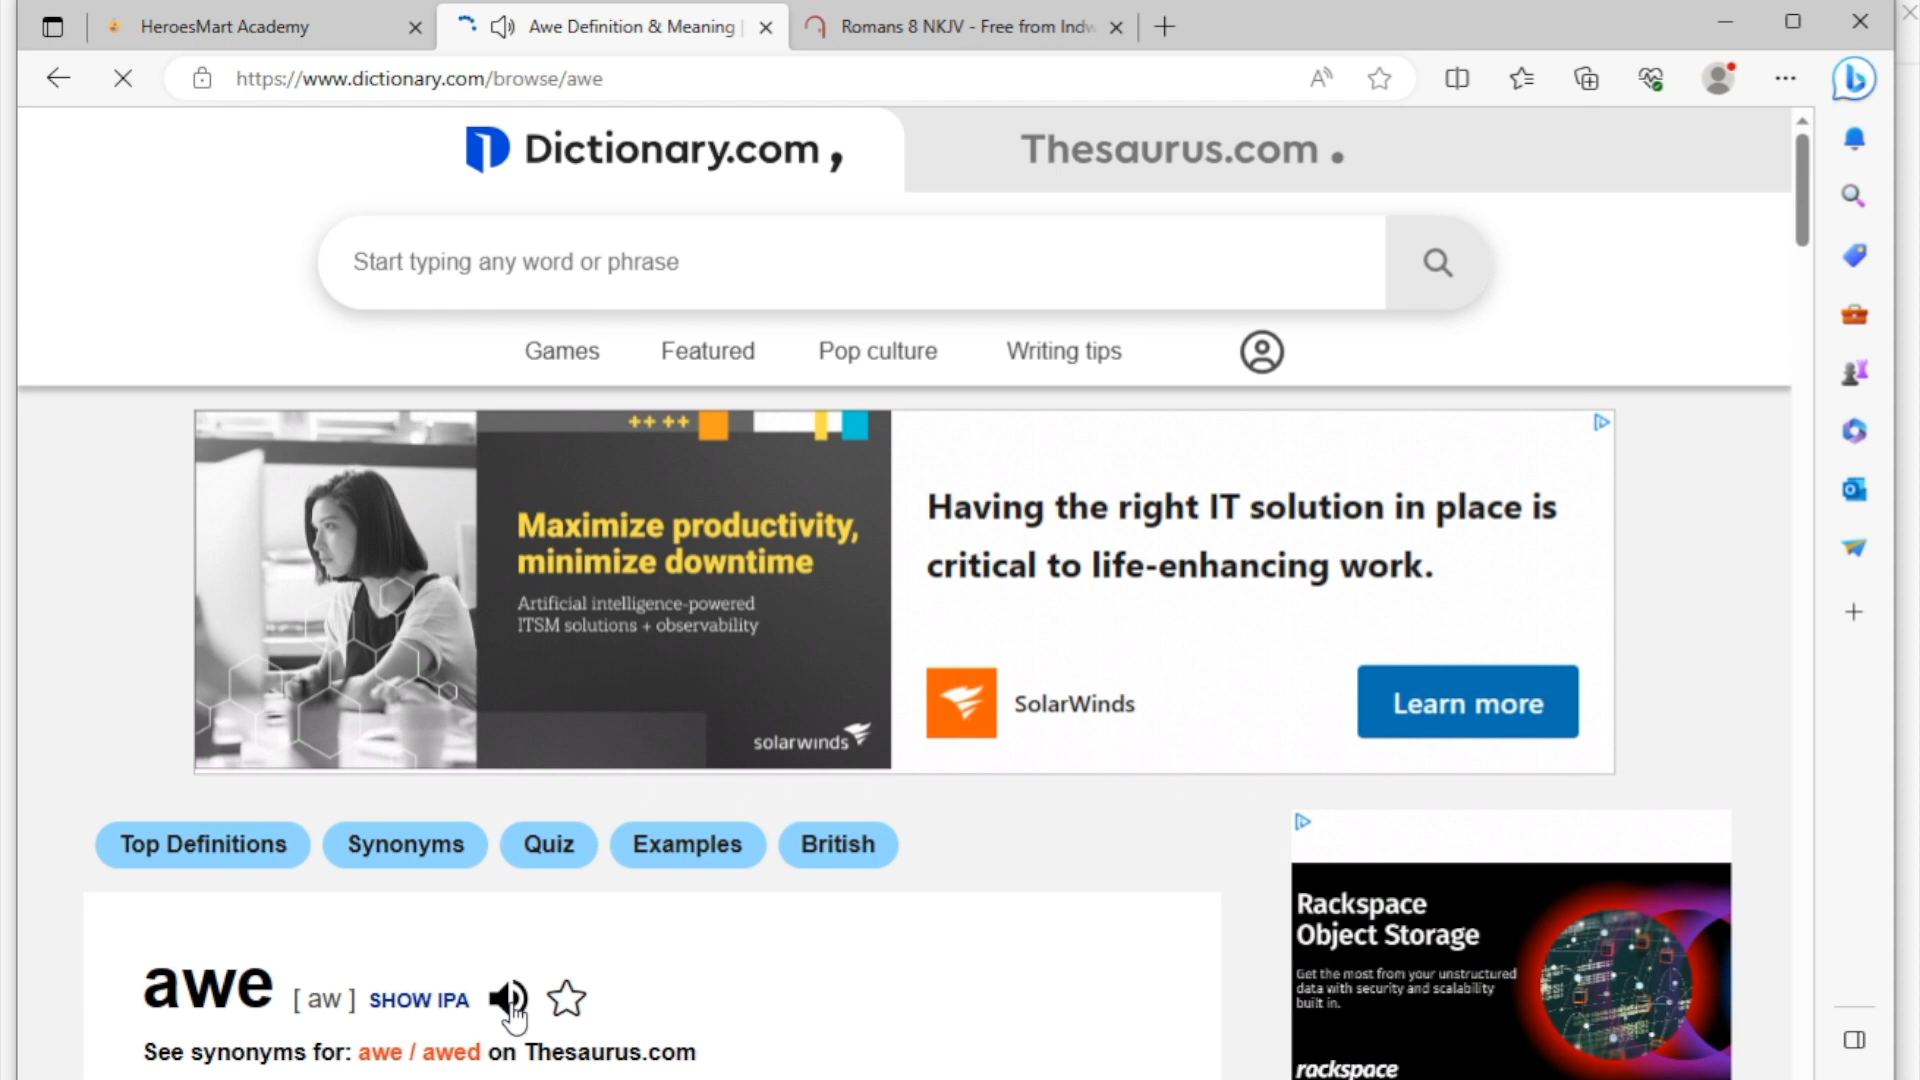 HeroesMart Academy
Awe Definition & Meaning |
Romans 8 NKJV - Free from Indw
https://www.dictionary.com/browse/awe
Dictionary.com,
Thesaurus.com .
Start typing any word or phrase
Games Featured Pop culture Writing tips
Maximize productivity,
minimize downtime
Artificial intelligence-powered
ITSM solutions + observability
solarwinds
Having the right IT solution in place is
critical to life-enhancing work.
SolarWinds
Learn more
Top Definitions Synonyms Quiz Examples British
awe [ aw ] SHOW IPA
See synonyms for: awe / awed on Thesaurus.com
Rackspace
Object Storage
Get the most from your unstructured
data with security and scalability
built in.
rackspace